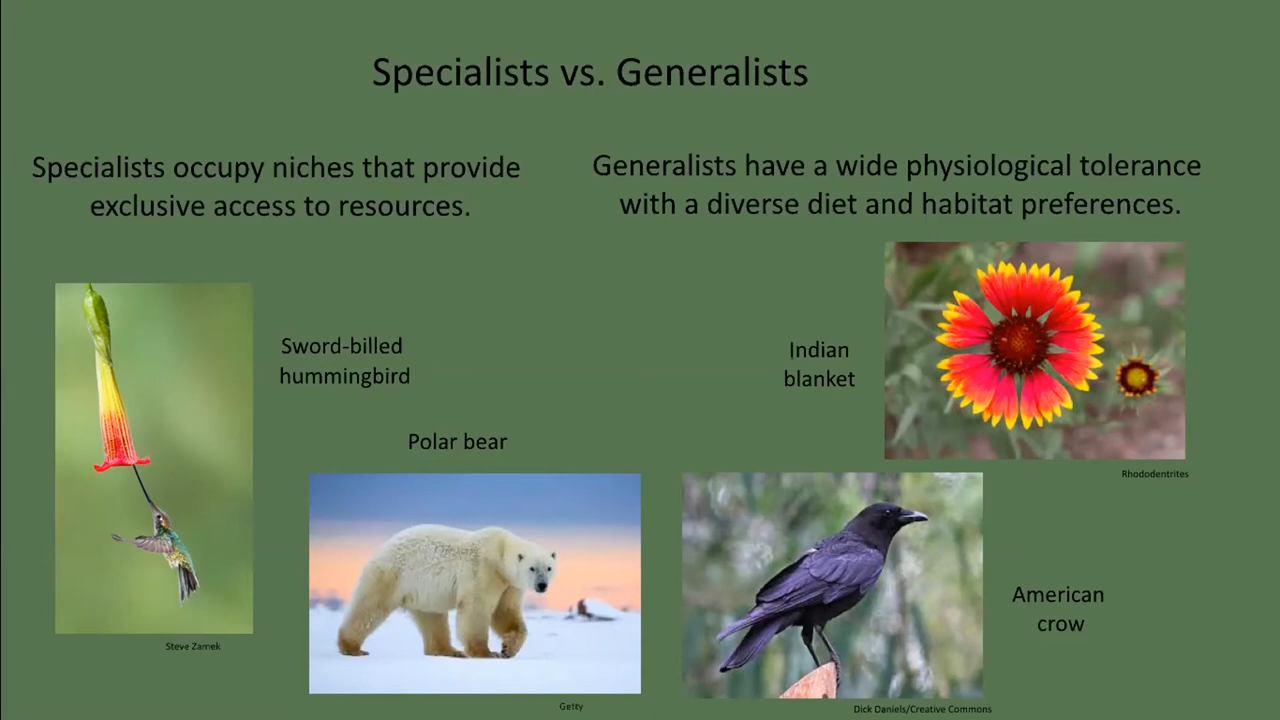 Specialists vs. Generalists
Specialists occupy niches that provide
exclusive access to resources.
Generalists have a wide physiological tolerance
with a diverse diet and habitat preferences.
Sword-billed
hummingbird
Polar bear
Steve Zamek
Getty
Indian
blanket
Rhododentrites
American
crow
Dick Daniels/Creative Commons